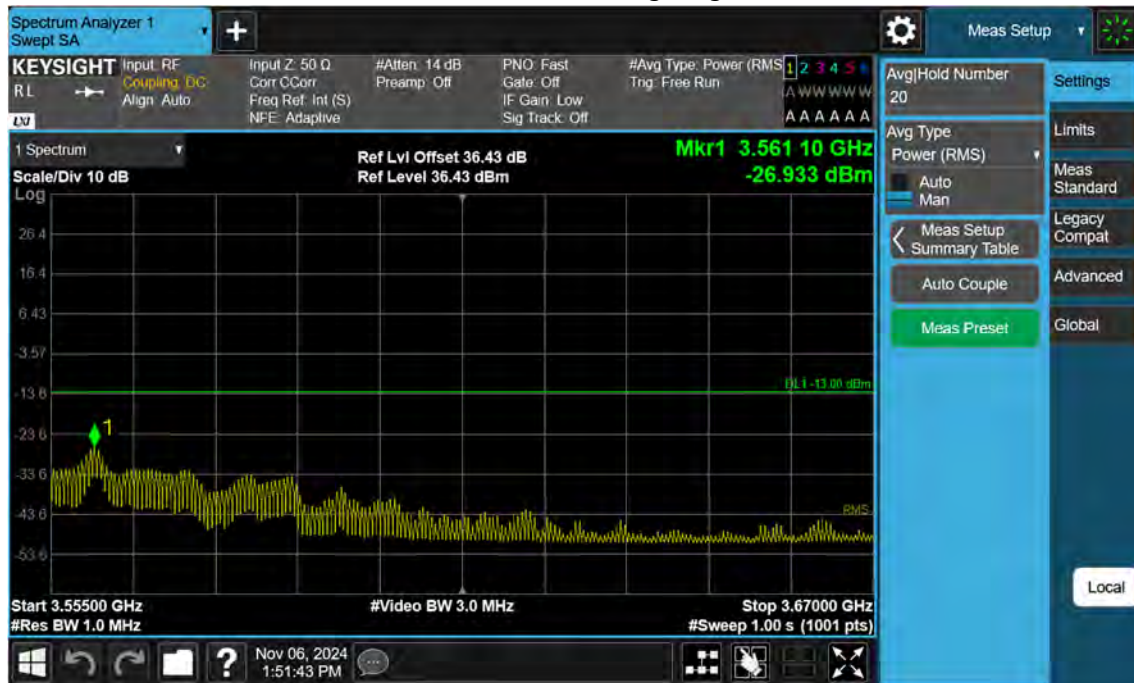 Spectrum Analyzer 1
Swept SA
+
Meas Setup
KEYSIGHT
RL
LXI
Input: RF
Coupling: DC
Align: Auto
Input Z: 50 Ω
Corr CCorr
Freq Ref: Int (S)
NFE: Adaptive
#Atten: 14 dB
Preamp: Off
PNO: Fast
Gate: Off
IF Gain: Low
Sig Track: Off
#Avg Type: Power (RMS)
Trig: Free Run
1 2 3 4 5 6
A W W W W W
A A A A A A
1 Spectrum
Scale/Div 10 dB
Ref Lvl Offset 36.43 dB
Ref Level 36.43 dBm
Mkr1 3.561 10 GHz
-26.933 dBm
Log
26.4
16.4
6.43
-3.57
-13.6
-23.6
-33.6
-43.6
-53.6
DL1 -13.00 dBm
1
RMS
Start 3.55500 GHz
#Res BW 1.0 MHz
#Video BW 3.0 MHz
Stop 3.67000 GHz
#Sweep 1.00 s (1001 pts)
?
Nov 06, 2024
1:51:43 PM
Avg|Hold Number
20
Avg Type
Power (RMS)
Auto
Man
Meas Setup
Summary Table
Auto Couple
Meas Preset
Settings
Limits
Meas
Standard
Legacy
Compat
Advanced
Global
Local